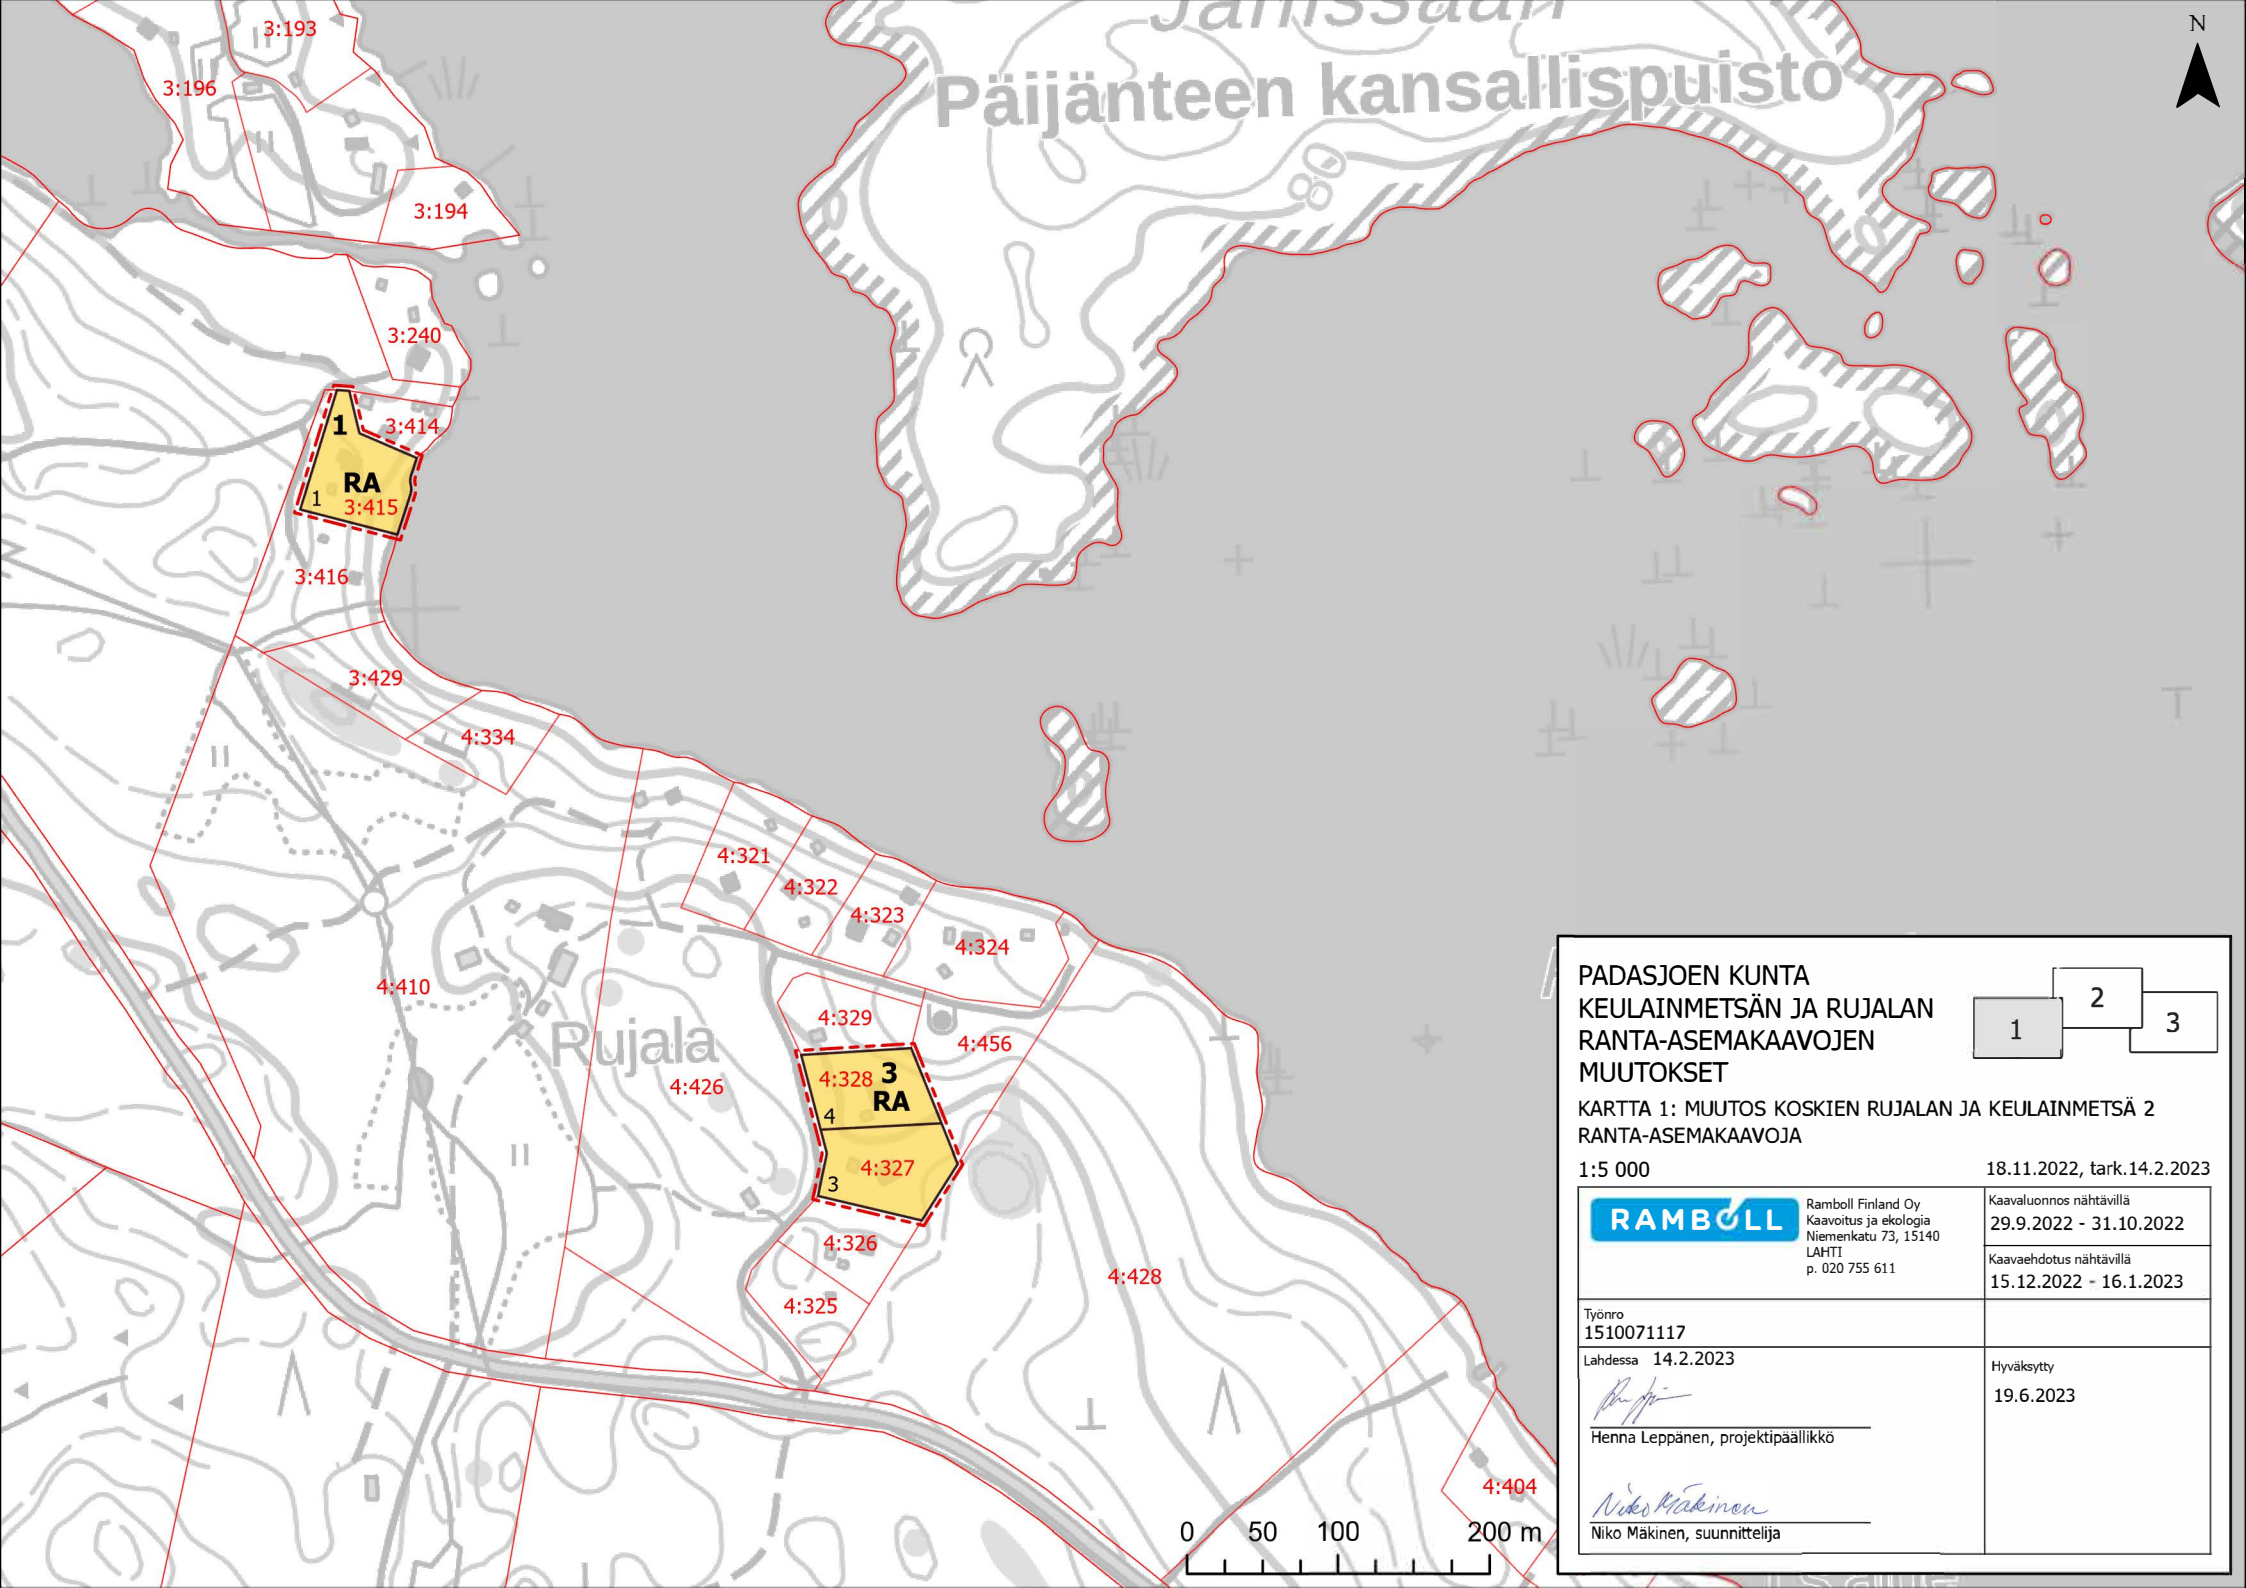 Jänissaari
Päijänteen kansallispuisto
N
3:193
3:196
3:194
3:240
3:414
1
RA
1
3:415
3:416
3:429
4:334
4:321
4:322
4:323
4:324
4:410
Rujala
4:329
4:456
4:426
4:328
3
RA
4
4:327
3
4:326
4:325
4:428
4:404
0 50 100 200 m
PADASJOEN KUNTA
KEULAINMETSÄN JA RUJALAN
RANTA-ASEMAKAAVOJEN
MUUTOKSET
1
2
3
KARTTA 1: MUUTOS KOSKIEN RUJALAN JA KEULAINMETSÄ 2
RANTA-ASEMAKAAVOJA
1:5 000
18.11.2022, tark.14.2.2023
RAMBOLL
Ramboll Finland Oy
Kaavoitus ja ekologia
Niemenkatu 73, 15140
LAHTI
p. 020 755 611
Kaavaluonnos nähtävillä
29.9.2022 - 31.10.2022
Kaavaehdotus nähtävillä
15.12.2022 - 16.1.2023
Työnro
1510071117
Lahdessa 14.2.2023
Henna Leppänen, projektipäällikkö
Niko Mäkinen
Niko Mäkinen, suunnittelija
Hyväksytty
19.6.2023